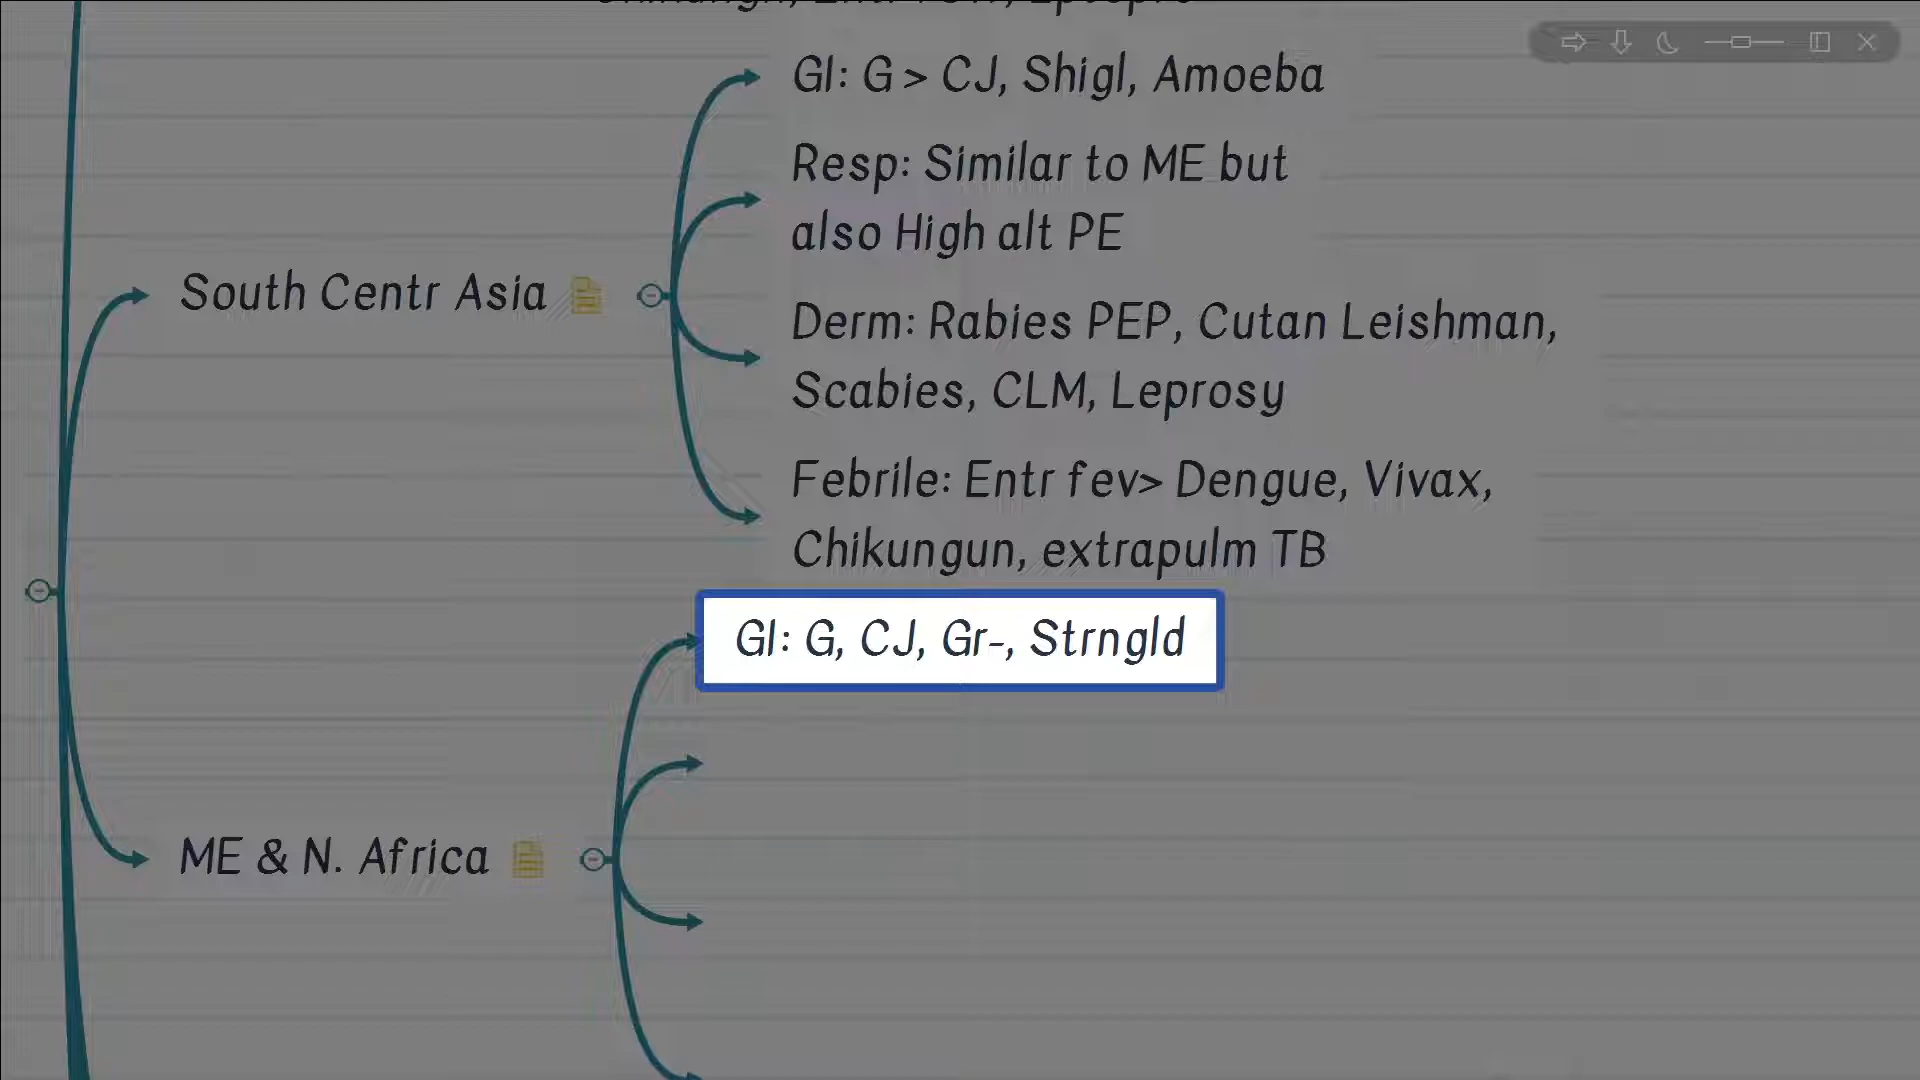 GI: G > CJ, Shigl, Amoeba
Resp: Similar to ME but
also High alt PE
South Centr Asia
Derm: Rabies PEP, Cutan Leishman,
Scabies, CLM, Leprosy
Febrile: Entr fev> Dengue, Vivax,
Chikungun, extrapulm TB
GI: G, CJ, Gr-, Strngld
ME & N. Africa